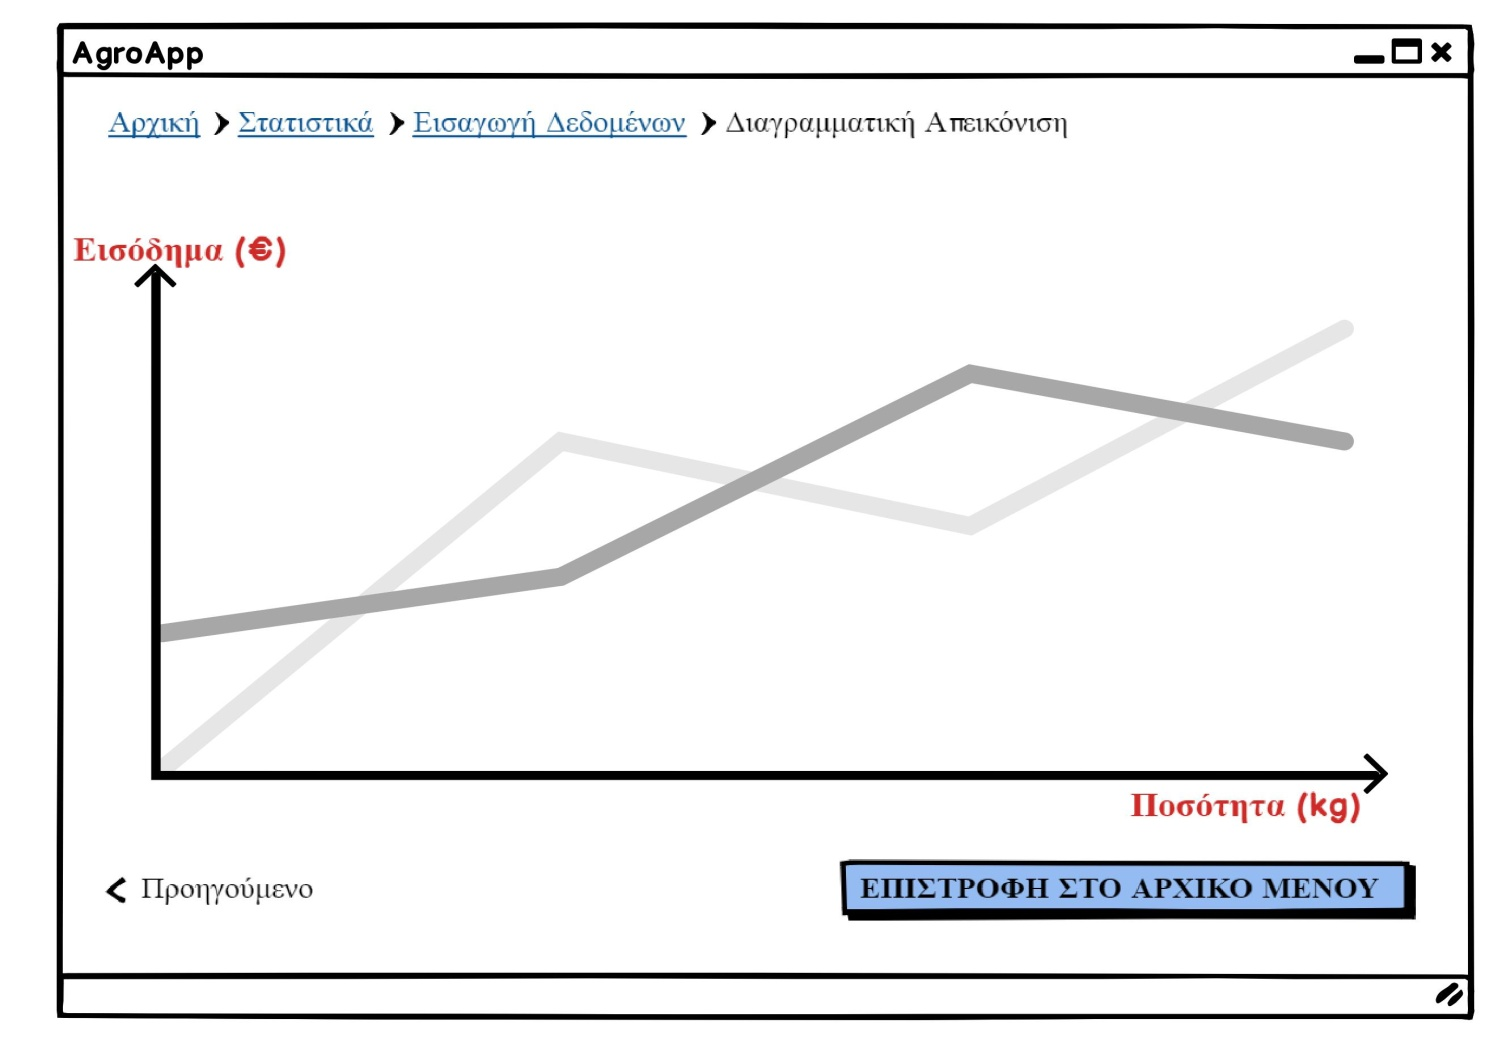 AgroApp
Αρχική Στατιστικά Εισαγωγή Δεδομένων Διαγραμματική Απεικόνιση
Εισόδημα (€)
Ποσότητα (kg)
Προηγούμενο
ΕΠΙΣΤΡΟΦΗ ΣΤΟ ΑΡΧΙΚΟ ΜΕΝΟΥ